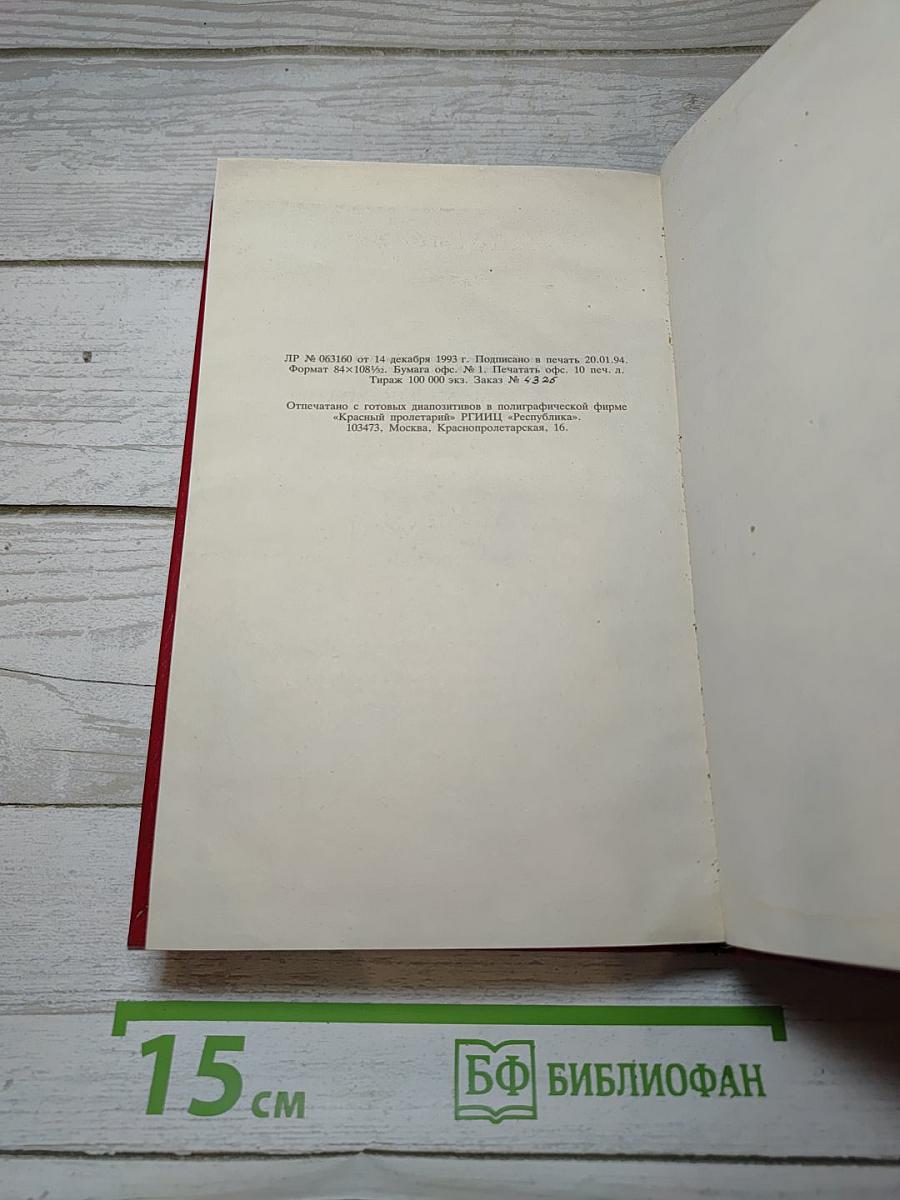 ЛР № 063160 от 14 декабря 1993 г. Подписано в печать 20.01.94.
Формат 84×108¹⁄₃₂. Бумага офс. № 1. Печатать офс. 10 печ. л.
Тираж 100 000 экз. Заказ № 4326
Отпечатано с готовых диапозитивов в полиграфической фирме
«Красный пролетарий» РГИИЦ «Республика».
103473, Москва, Краснопролетарская, 16.
15 см
БФ БИБЛИОФАН